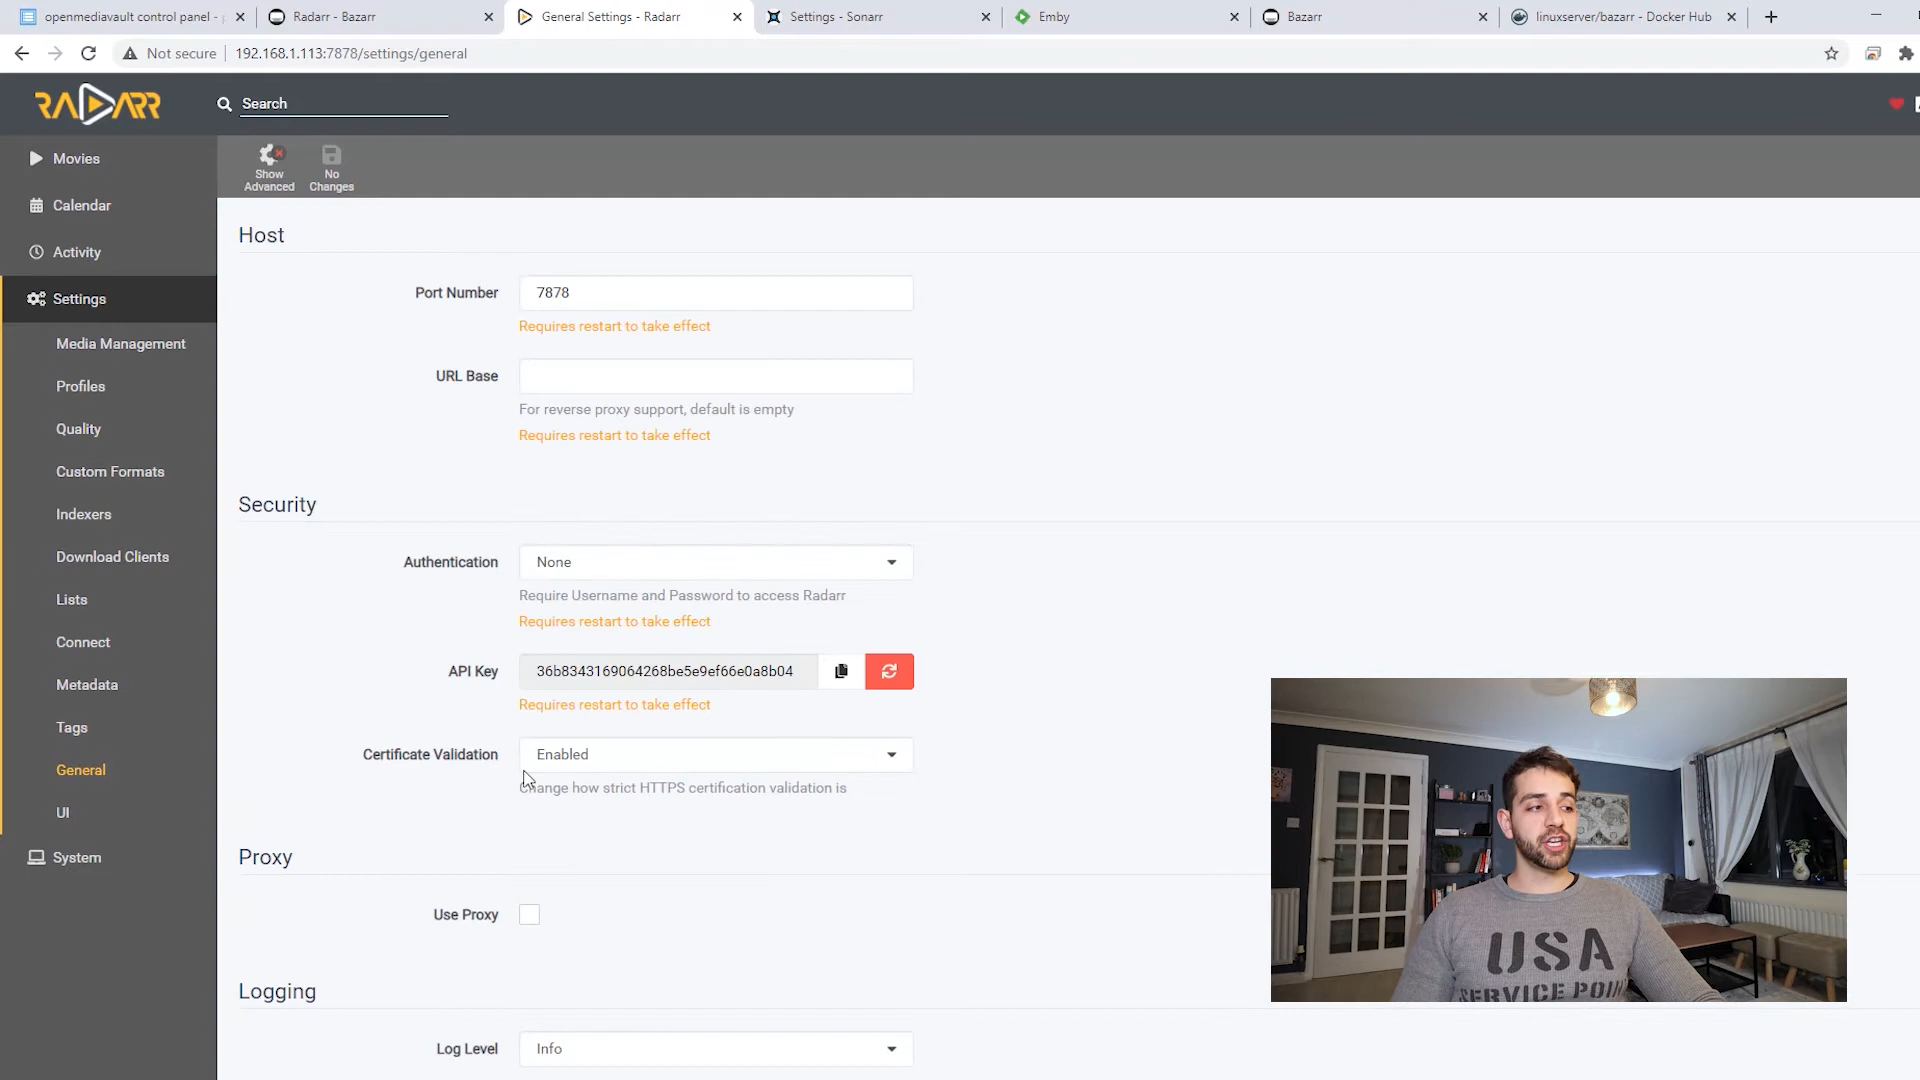 openmediavault control panel -
Radarr - Bazarr
General Settings - Radarr
Settings - Sonarr
Emby
Bazarr
linuxserver/bazarr - Docker Hub
Not secure
192.168.1.113:7878/settings/general
RADARR
Search
Movies
Calendar
Activity
Settings
Media Management
Profiles
Quality
Custom Formats
Indexers
Download Clients
Lists
Connect
Metadata
Tags
General
UI
System
Show
Advanced
No
Changes
Host
Port Number
7878
Requires restart to take effect
URL Base
For reverse proxy support, default is empty
Requires restart to take effect
Security
Authentication
None
Require Username and Password to access Radarr
Requires restart to take effect
API Key
36b8343169064268be5e9ef66e0a8b04
Requires restart to take effect
Certificate Validation
Enabled
Change how strict HTTPS certification validation is
Proxy
Use Proxy
Logging
Log Level
Info
USA
SERVICE POIN